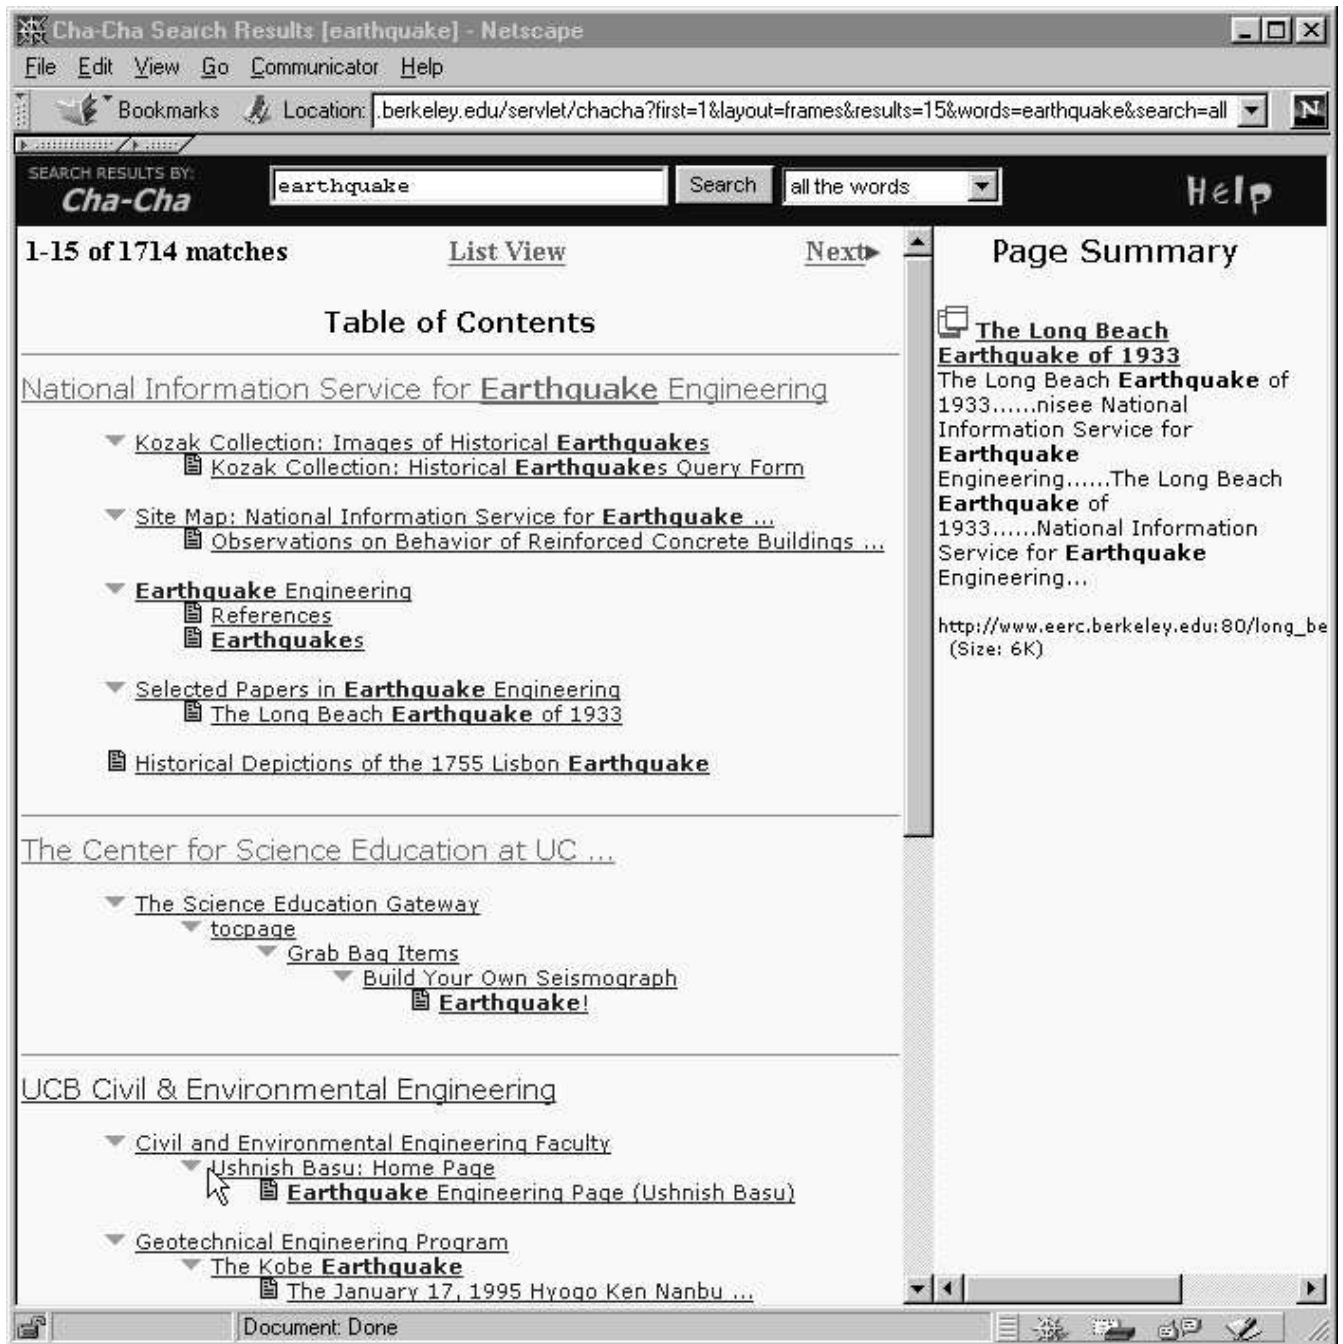 Cha-Cha Search Results [earthquake] - Netscape
File Edit View Go Communicator Help
Bookmarks Location: .berkeley.edu/servlet/chacha?first=1&layout=frames&results=15&words=earthquake&search=all N
SEARCH RESULTS BY:
Cha-Cha
earthquake Search all the words Help
1-15 of 1714 matches List View Next
Table of Contents
National Information Service for Earthquake Engineering
Kozak Collection: Images of Historical Earthquakes
Kozak Collection: Historical Earthquakes Query Form
Site Map: National Information Service for Earthquake ...
Observations on Behavior of Reinforced Concrete Buildings ...
Earthquake Engineering
References
Earthquakes
Selected Papers in Earthquake Engineering
The Long Beach Earthquake of 1933
Historical Depictions of the 1755 Lisbon Earthquake
The Center for Science Education at UC ...
The Science Education Gateway
tocpage
Grab Bag Items
Build Your Own Seismograph
Earthquake!
UCB Civil & Environmental Engineering
Civil and Environmental Engineering Faculty
Ushnish Basu: Home Page
Earthquake Engineering Page (Ushnish Basu)
Geotechnical Engineering Program
The Kobe Earthquake
The January 17, 1995 Hyogo Ken Nanbu ...
Page Summary
The Long Beach
Earthquake of 1933
The Long Beach Earthquake of
1933......nisee National
Information Service for
Earthquake
Engineering......The Long Beach
Earthquake of
1933......National Information
Service for Earthquake
Engineering...
http://www.eerc.berkeley.edu:80/long_be
(Size: 6K)
Document: Done